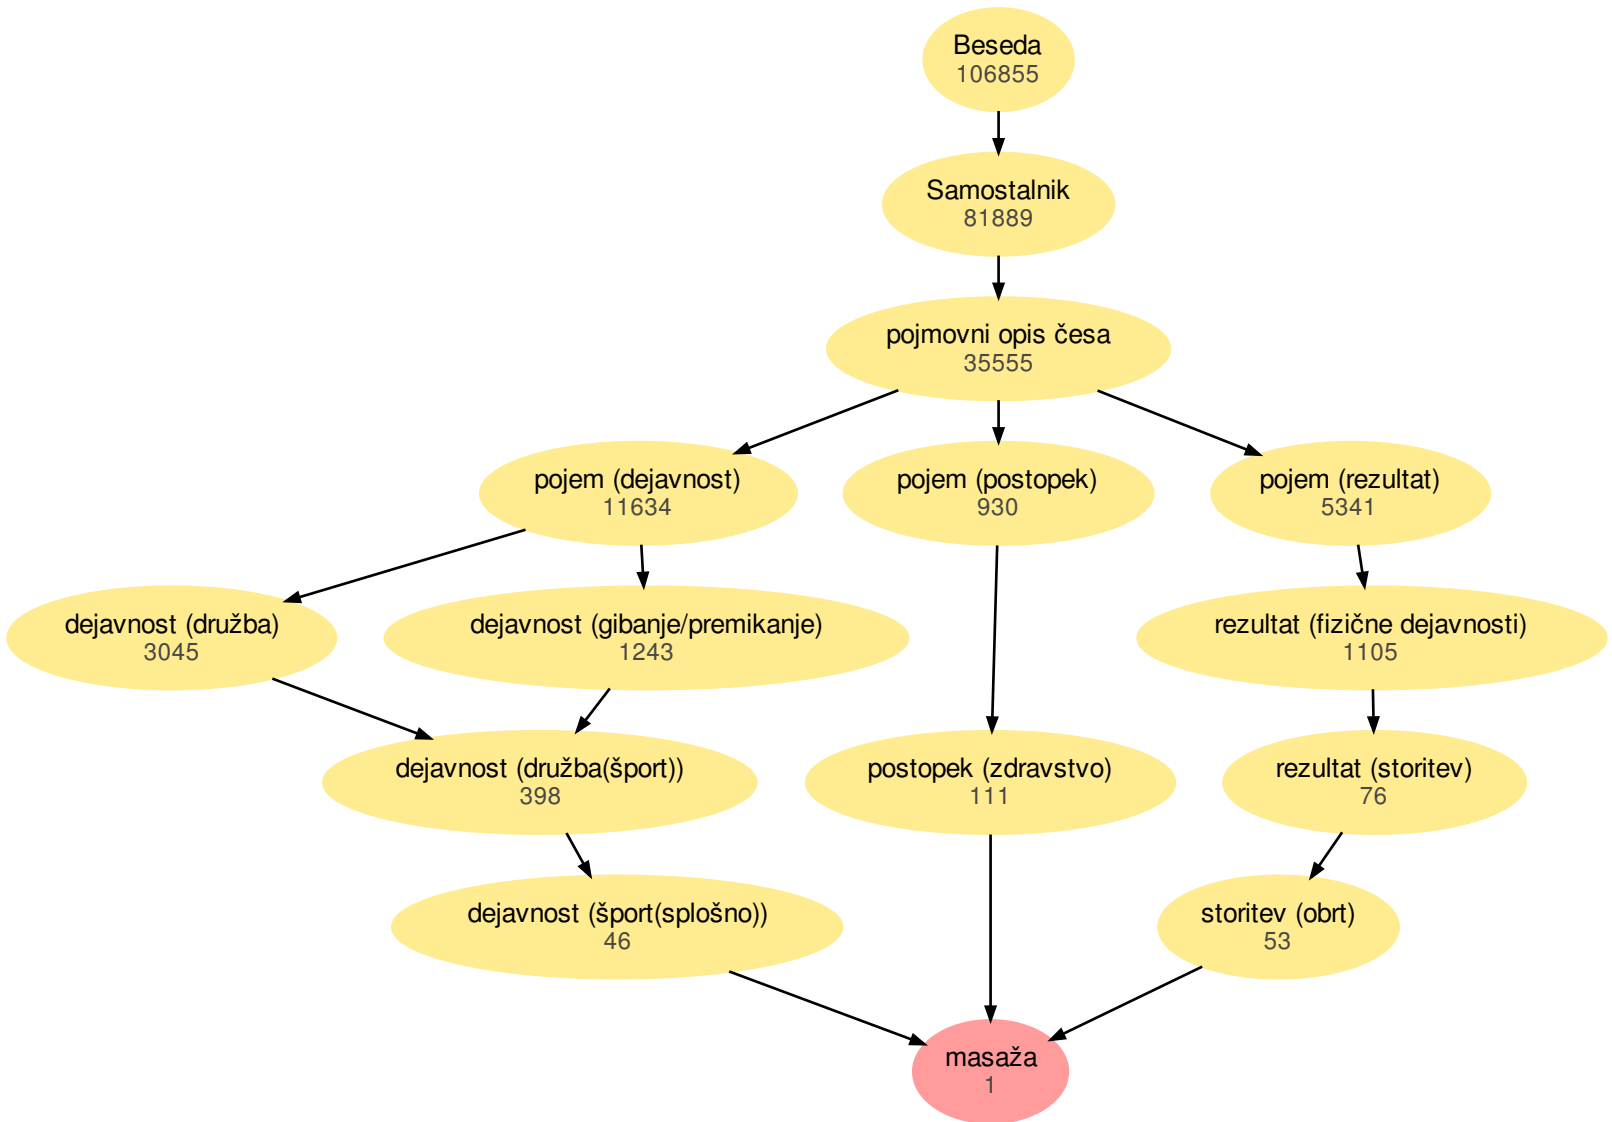 Beseda
106855
Samostalnik
81889
pojmovni opis česa
35555
pojem (dejavnost)
11634
pojem (postopek)
930
pojem (rezultat)
5341
dejavnost (družba)
3045
dejavnost (gibanje/premikanje)
1243
rezultat (fizične dejavnosti)
1105
dejavnost (družba(šport))
398
postopek (zdravstvo)
111
rezultat (storitev)
76
dejavnost (šport(splošno))
46
storitev (obrt)
53
masaža
1